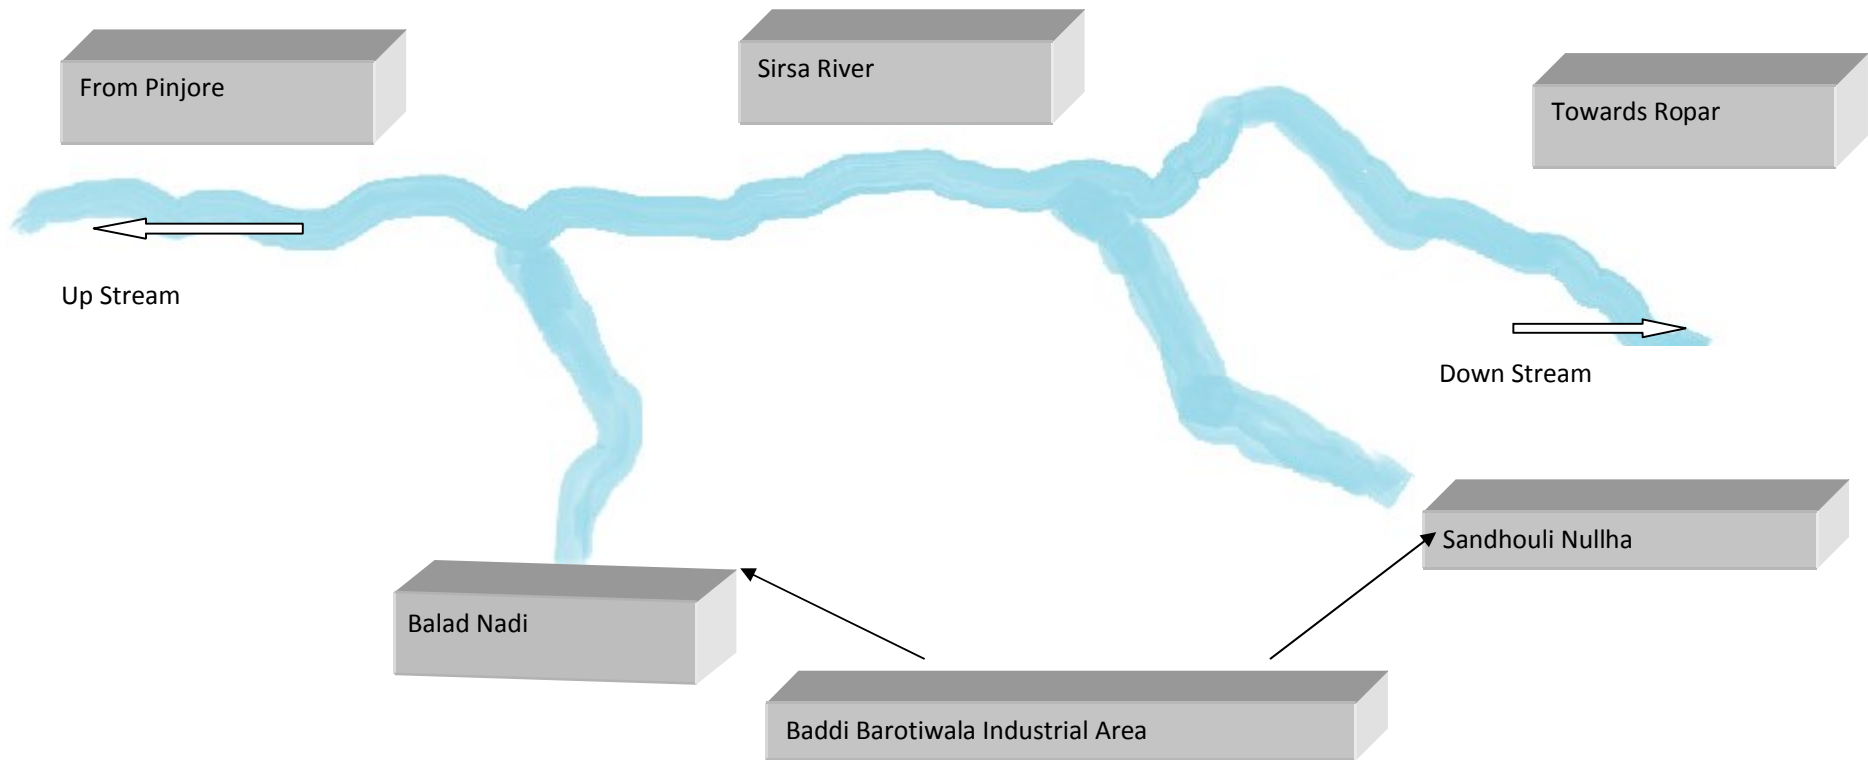 From Pinjore
Sirsa River
Towards Ropar
Up Stream
Down Stream
Sandhouli Nullha
Balad Nadi
Baddi Barotiwala Industrial Area